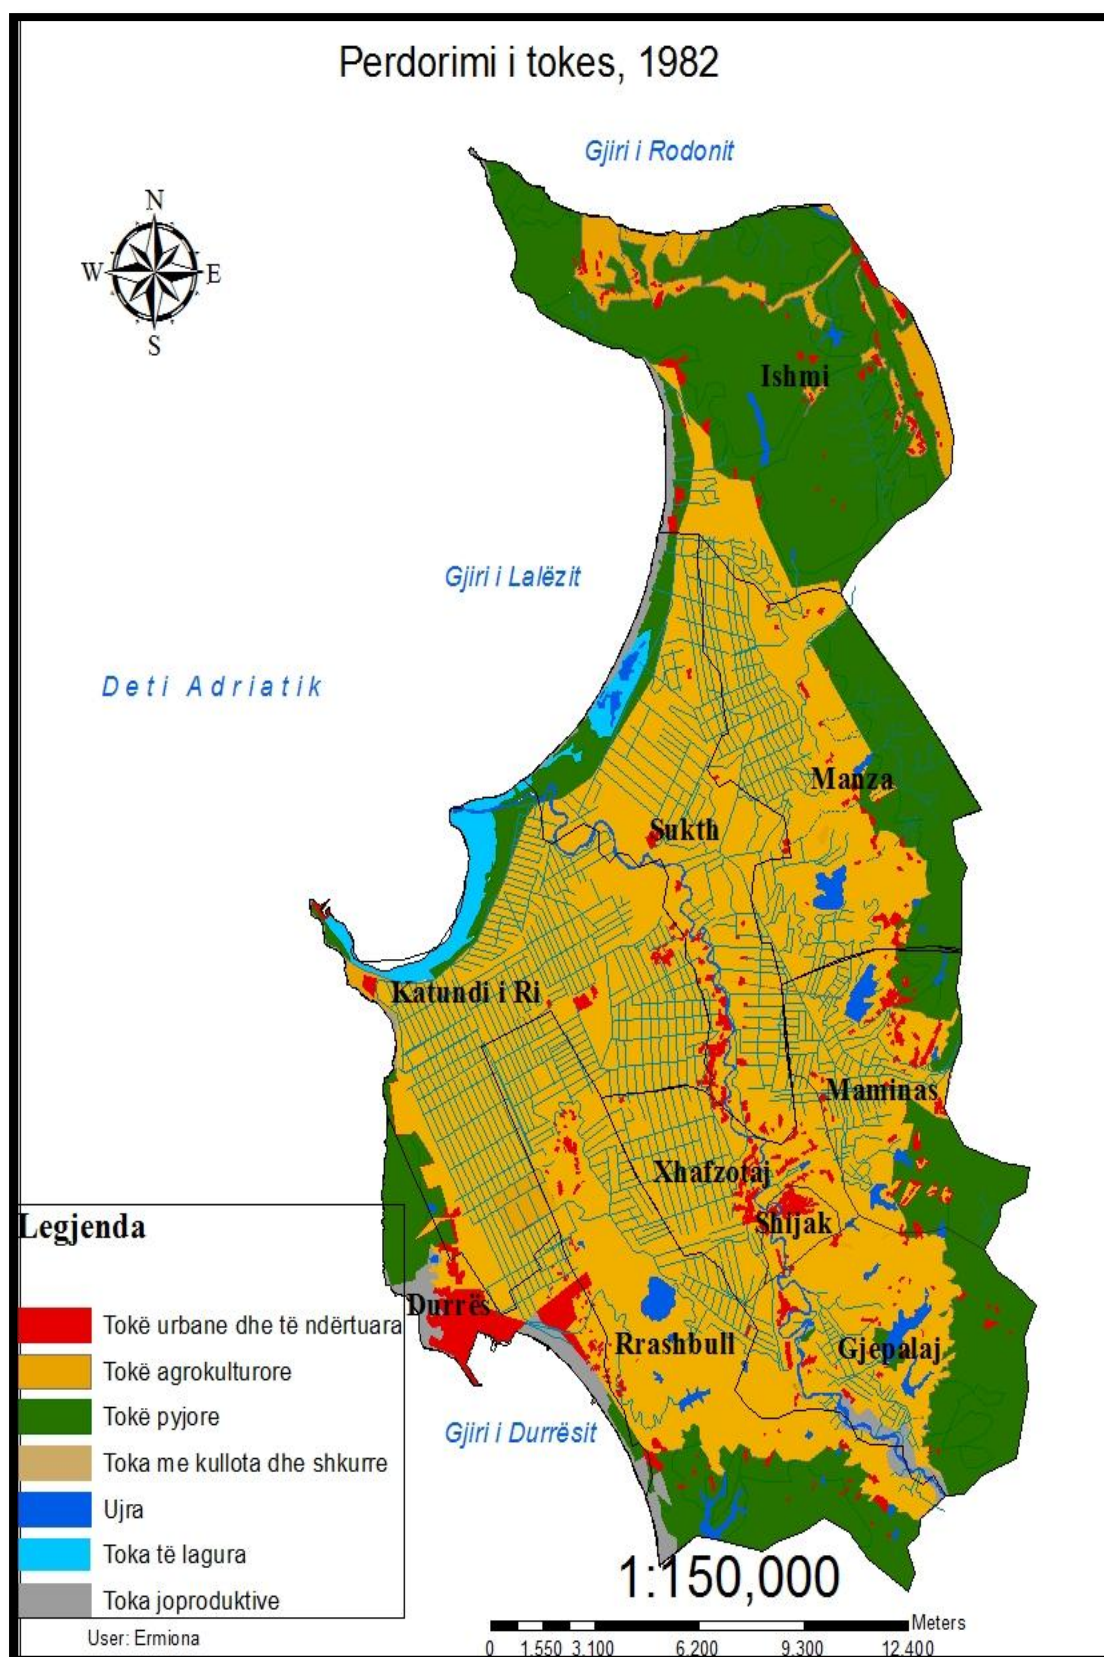 Perdorimi i tokes, 1982
Gjiri i Rodonit
N
W
E
S
Ishmi
Gjiri i Lalëzit
Deti Adriatik
Manza
Sukth
Katundi i Ri
Maminas
Xhafzotaj
Shijak
Durrës
Rrashbull
Gjepalaj
Gjiri i Durrësit
Legjenda
Tokë urbane dhe të ndërtuara
Tokë agrokulturore
Tokë pyjore
Toka me kullota dhe shkurre
Ujra
Toka të lagura
Toka joproduktive
User: Ermiona
1:150,000
Meters
0 1.550 3.100 6.200 9.300 12.400